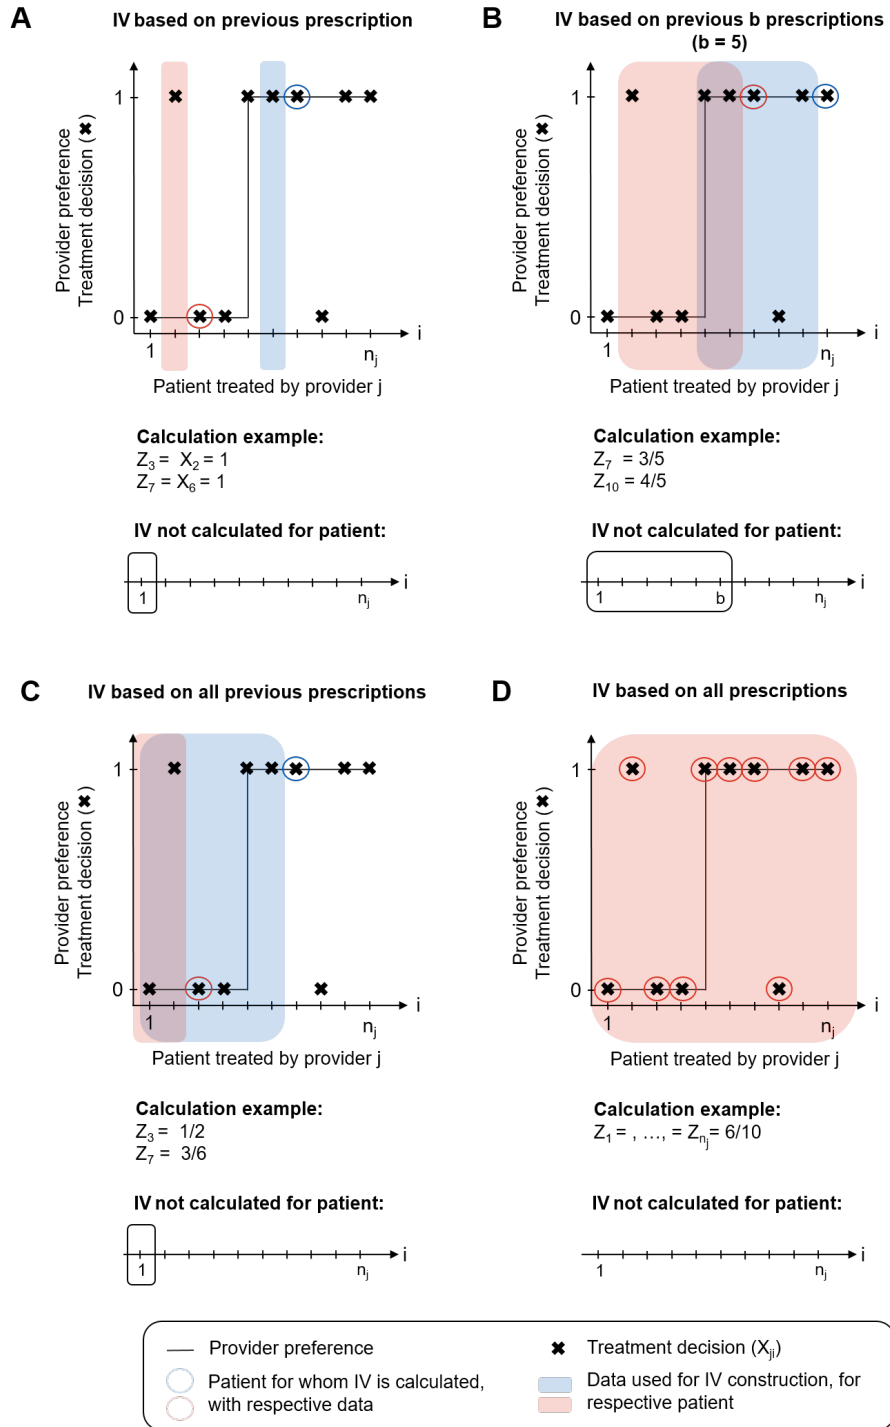 A
IV based on previous prescription
1
0
Provider preference
Treatment decision (✖)
1
n_j
i
Patient treated by provider j
Calculation example:
Z_3 = X_2 = 1
Z_7 = X_6 = 1
IV not calculated for patient:
1
n_j
i
B
IV based on previous b prescriptions
(b = 5)
1
0
Provider preference
Treatment decision (✖)
1
n_j
i
Patient treated by provider j
Calculation example:
Z_7 = 3/5
Z_10 = 4/5
IV not calculated for patient:
1
b
n_j
i
C
IV based on all previous prescriptions
1
0
Provider preference
Treatment decision (✖)
1
n_j
i
Patient treated by provider j
Calculation example:
Z_3 = 1/2
Z_7 = 3/6
IV not calculated for patient:
1
n_j
i
D
IV based on all prescriptions
1
0
Provider preference
Treatment decision (✖)
1
n_j
i
Patient treated by provider j
Calculation example:
Z_1 = , …, = Z_n_j = 6/10
IV not calculated for patient:
1
n_j
i
Provider preference
Patient for whom IV is calculated,
with respective data
Treatment decision (X_ji)
Data used for IV construction, for
respective patient